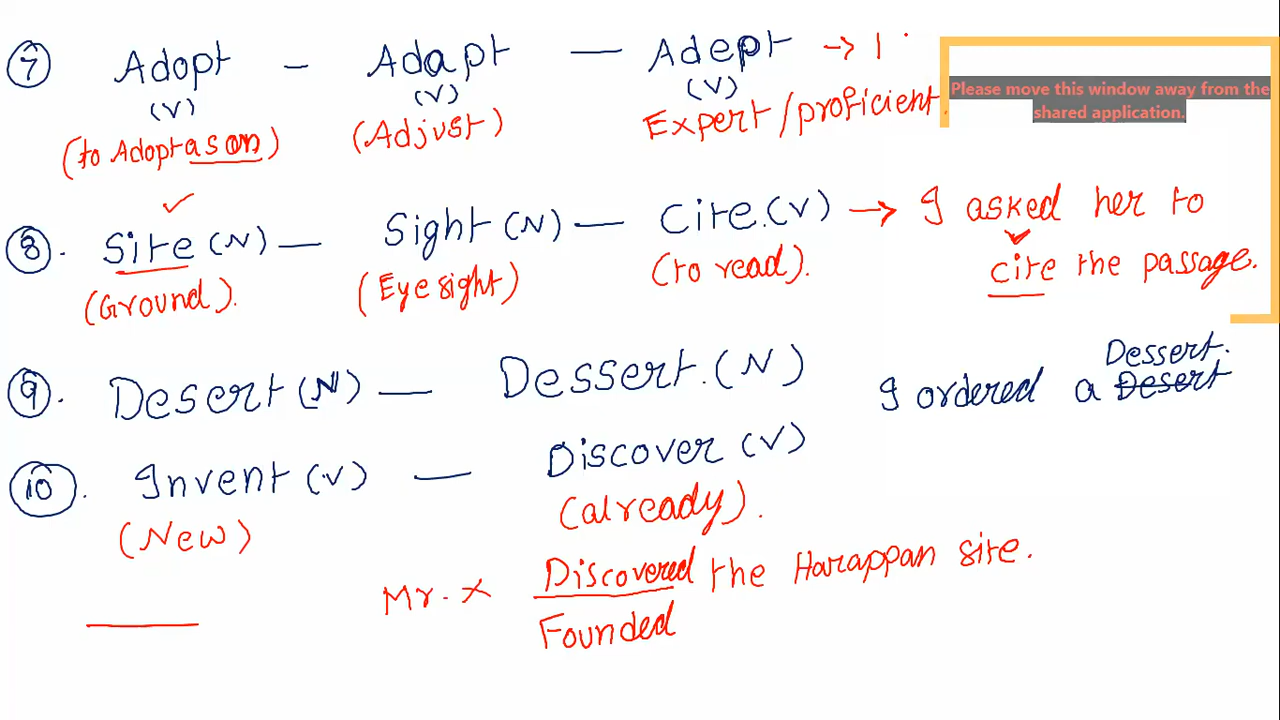 7 Adopt - Adapt - Adept →
(V) (V) (V)
(to Adopt as on) (Adjust) Expert/proficient.
Please move this window away from the
shared application.
8. Site (N) - Sight (N) - Cite. (V) → I asked her to
(Ground). (Eye sight) (to read). cite the passage.
9. Desert (N) - Dessert. (N) I ordered a Desert
Dessert.
10. Invent (V) - Discover (V)
(New) (already).
Mr. X Discovered the Harappan site.
Founded